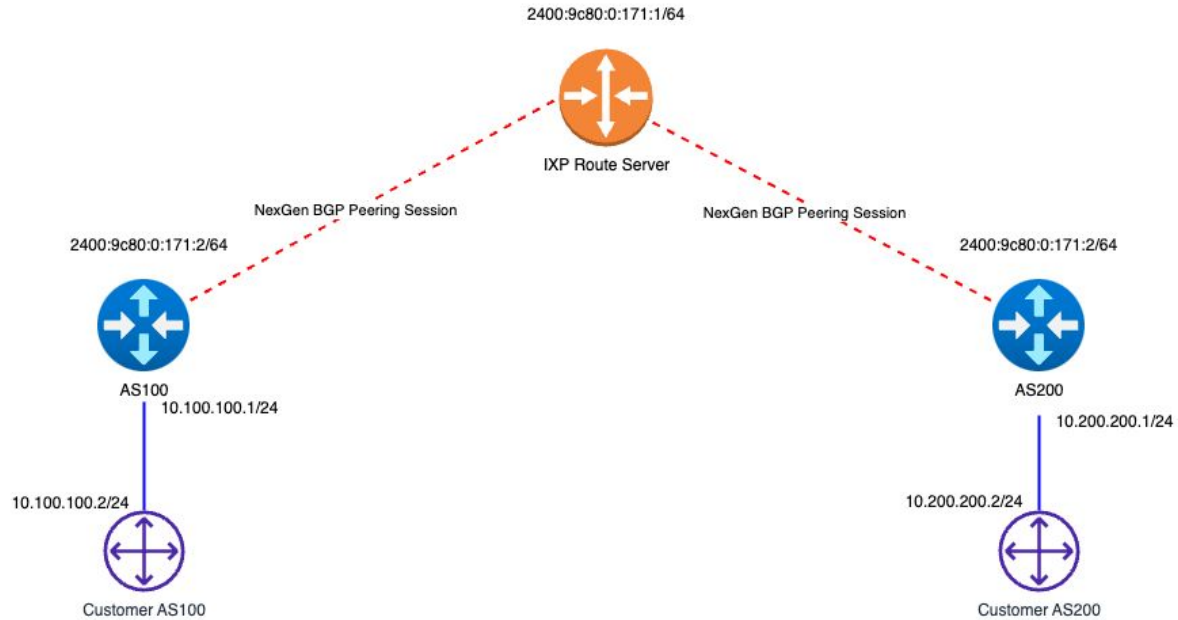 2400:9c80:0:171:1/64
IXP Route Server
NexGen BGP Peering Session
NexGen BGP Peering Session
2400:9c80:0:171:2/64
2400:9c80:0:171:2/64
AS100
AS200
10.100.100.1/24
10.200.200.1/24
10.100.100.2/24
10.200.200.2/24
Customer AS100
Customer AS200